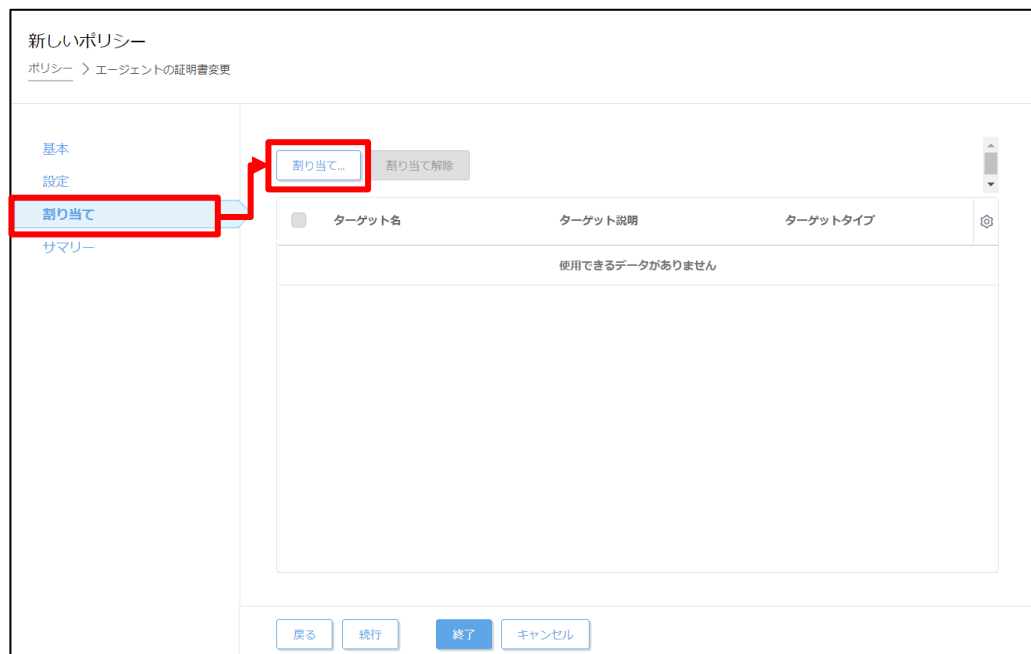 新しいポリシー
ポリシー > エージェントの証明書変更
基本
設定
割り当て
サマリー
割り当て... 割り当て解除
ターゲット名 ターゲット説明 ターゲットタイプ
使用できるデータがありません
戻る 続行 終了 キャンセル